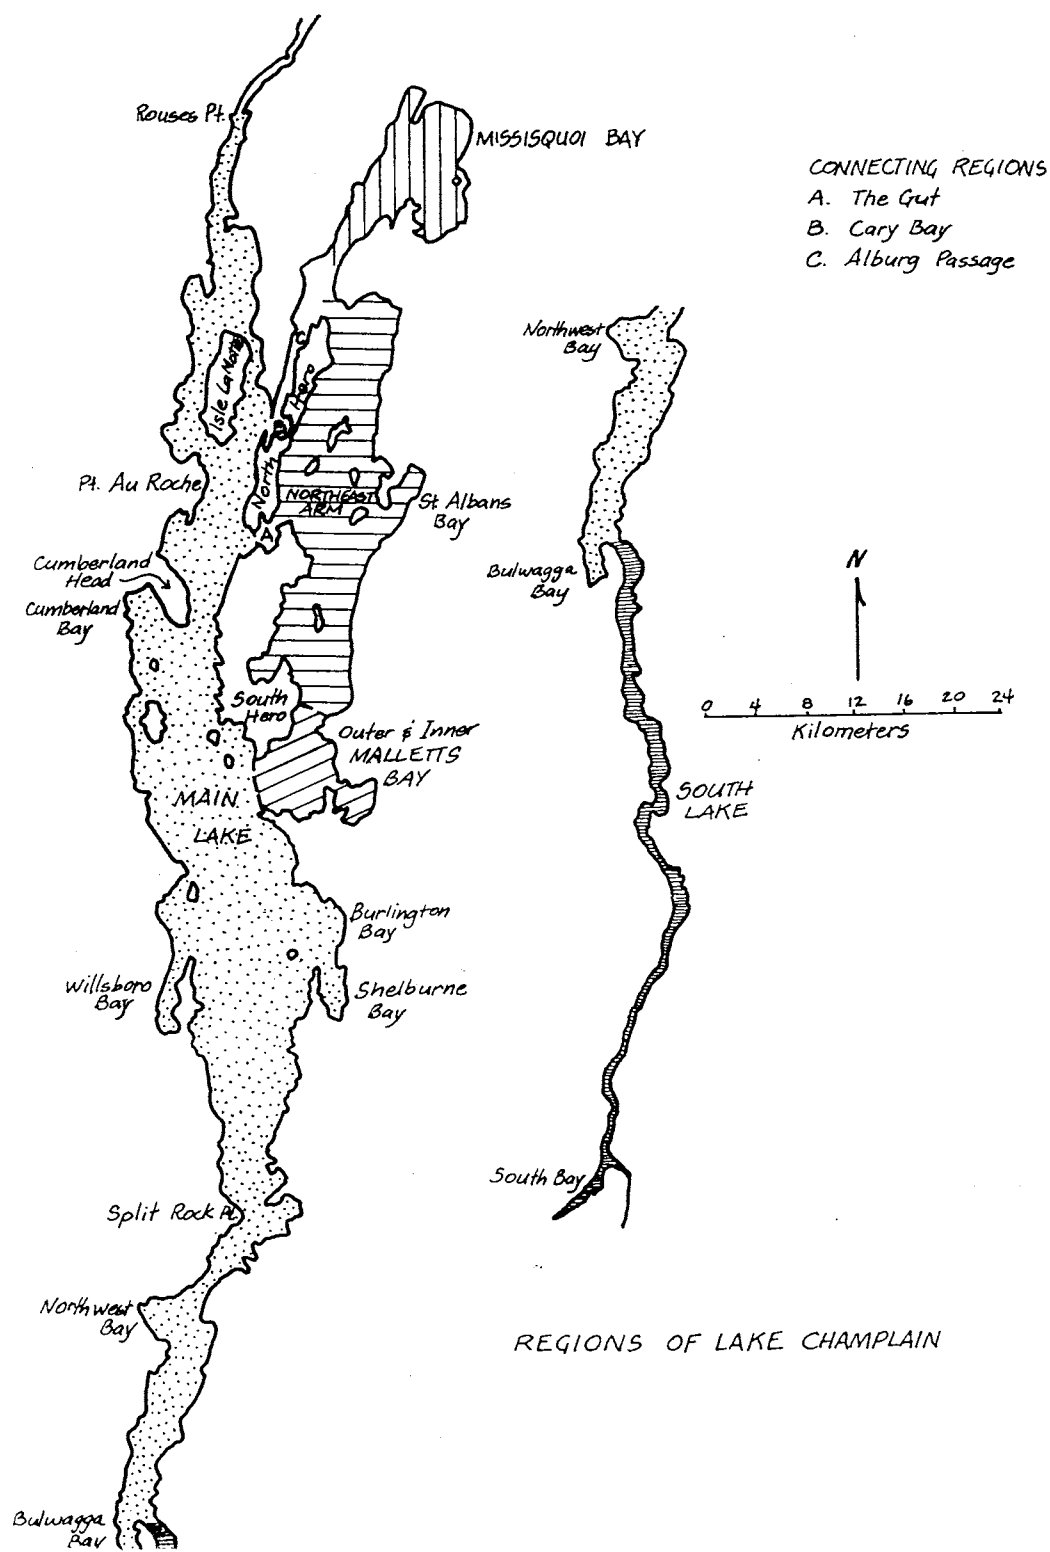 Rouses Pt.
MISSISQUOI BAY
CONNECTING REGIONS
A. The Gut
B. Cary Bay
C. Alburg Passage
Northwest
Bay
C
Isle La Motte
North
Hero
B
Pt. Au Roche
NORTHEAST
ARM
St Albans
Bay
A
Cumberland
Head
Cumberland
Bay
Bulwagga
Bay
N
South
Hero
0 4 8 12 16 20 24
Kilometers
Outer & Inner
MALLETTS
BAY
MAIN
LAKE
SOUTH
LAKE
Burlington
Bay
Willsboro
Bay
Shelburne
Bay
South Bay
Split Rock Pt.
Northwest
Bay
REGIONS OF LAKE CHAMPLAIN
Bulwagga
Bay